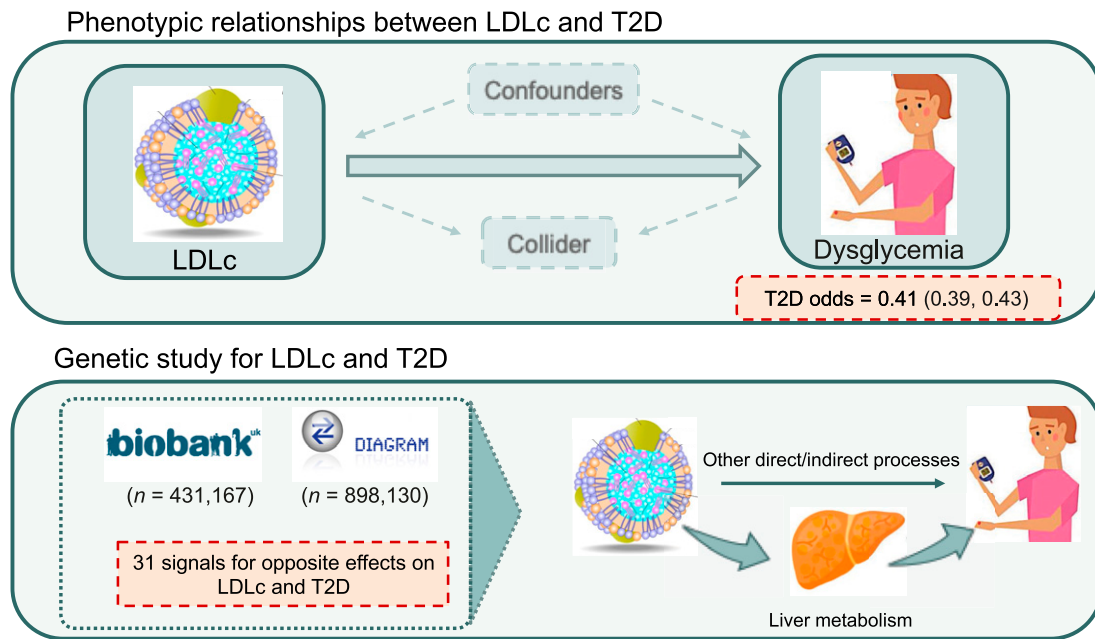 Phenotypic relationships between LDLc and T2D
Confounders
Collider
LDLc
Dysglycemia
T2D odds = 0.41 (0.39, 0.43)
Genetic study for LDLc and T2D
biobank uk
DIAGRAM
(n = 431,167)
(n = 898,130)
31 signals for opposite effects on
LDLc and T2D
Other direct/indirect processes
Liver metabolism